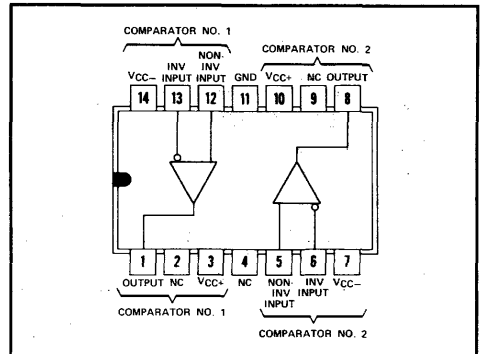 COMPARATOR NO. 1
COMPARATOR NO. 2
NON-
INV INV
VCC– INPUT INPUT GND VCC+ NC OUTPUT
14 13 12 11 10 9 8
1 2 3 4 5 6 7
OUTPUT NC VCC+ NC NON- INV VCC–
INV INPUT
INPUT
COMPARATOR NO. 1
COMPARATOR NO. 2